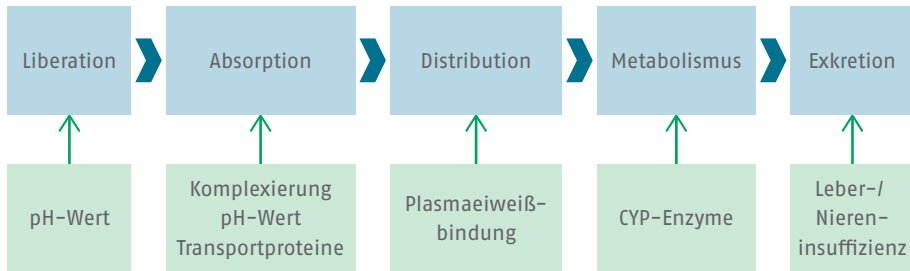 Liberation
Absorption
Distribution
Metabolismus
Exkretion
pH-Wert
Komplexierung
pH-Wert
Transportproteine
Plasmaeiweiß-
bindung
CYP-Enzyme
Leber-/
Nieren-
insuffizienz